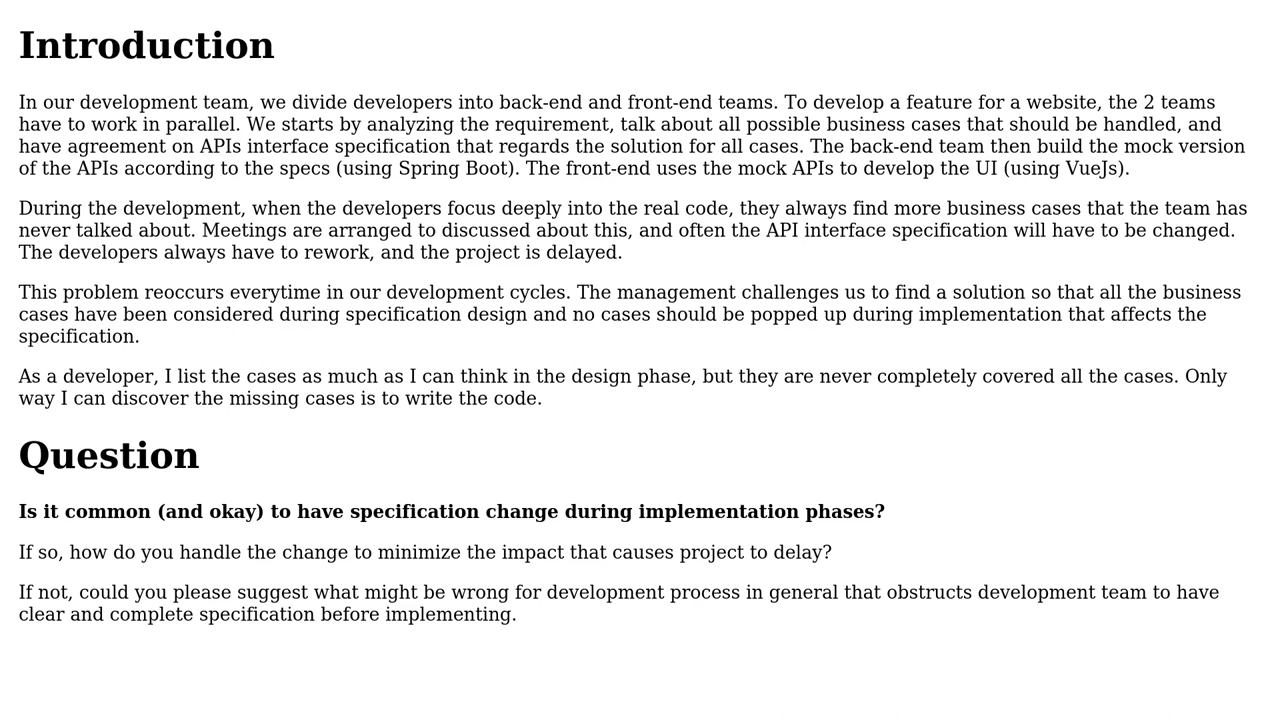 Introduction
In our development team, we divide developers into back-end and front-end teams. To develop a feature for a website, the 2 teams
have to work in parallel. We starts by analyzing the requirement, talk about all possible business cases that should be handled, and
have agreement on APIs interface specification that regards the solution for all cases. The back-end team then build the mock version
of the APIs according to the specs (using Spring Boot). The front-end uses the mock APIs to develop the UI (using VueJs).
During the development, when the developers focus deeply into the real code, they always find more business cases that the team has
never talked about. Meetings are arranged to discussed about this, and often the API interface specification will have to be changed.
The developers always have to rework, and the project is delayed.
This problem reoccurs everytime in our development cycles. The management challenges us to find a solution so that all the business
cases have been considered during specification design and no cases should be popped up during implementation that affects the
specification.
As a developer, I list the cases as much as I can think in the design phase, but they are never completely covered all the cases. Only
way I can discover the missing cases is to write the code.
Question
Is it common (and okay) to have specification change during implementation phases?
If so, how do you handle the change to minimize the impact that causes project to delay?
If not, could you please suggest what might be wrong for development process in general that obstructs development team to have
clear and complete specification before implementing.